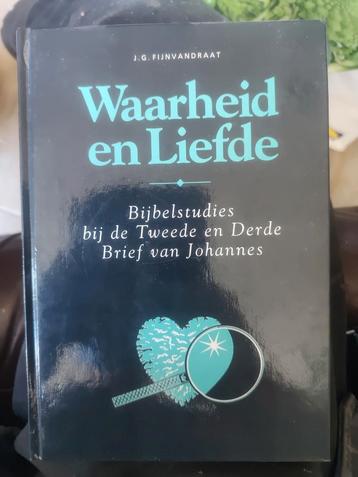 J.G. FIJNVANDRAAT
Waarheid
en Liefde
Bijbelstudies
bij de Tweede en Derde
Brief van Johannes